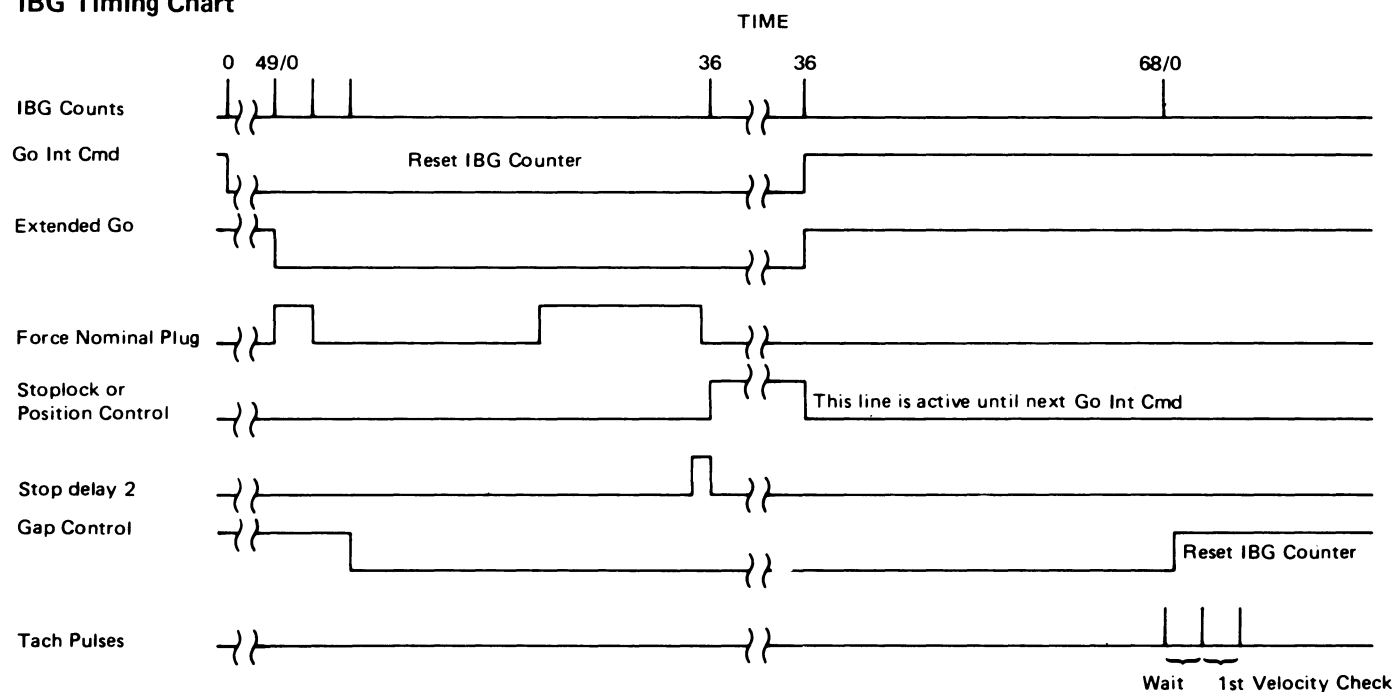 IBG Timing Chart
TIME
0 49/0 36 36 68/0
IBG Counts
Go Int Cmd Reset IBG Counter
Extended Go
Force Nominal Plug
Stoplock or
Position Control
This line is active until next Go Int Cmd
Stop delay 2
Gap Control
Reset IBG Counter
Tach Pulses
Wait 1st Velocity Check